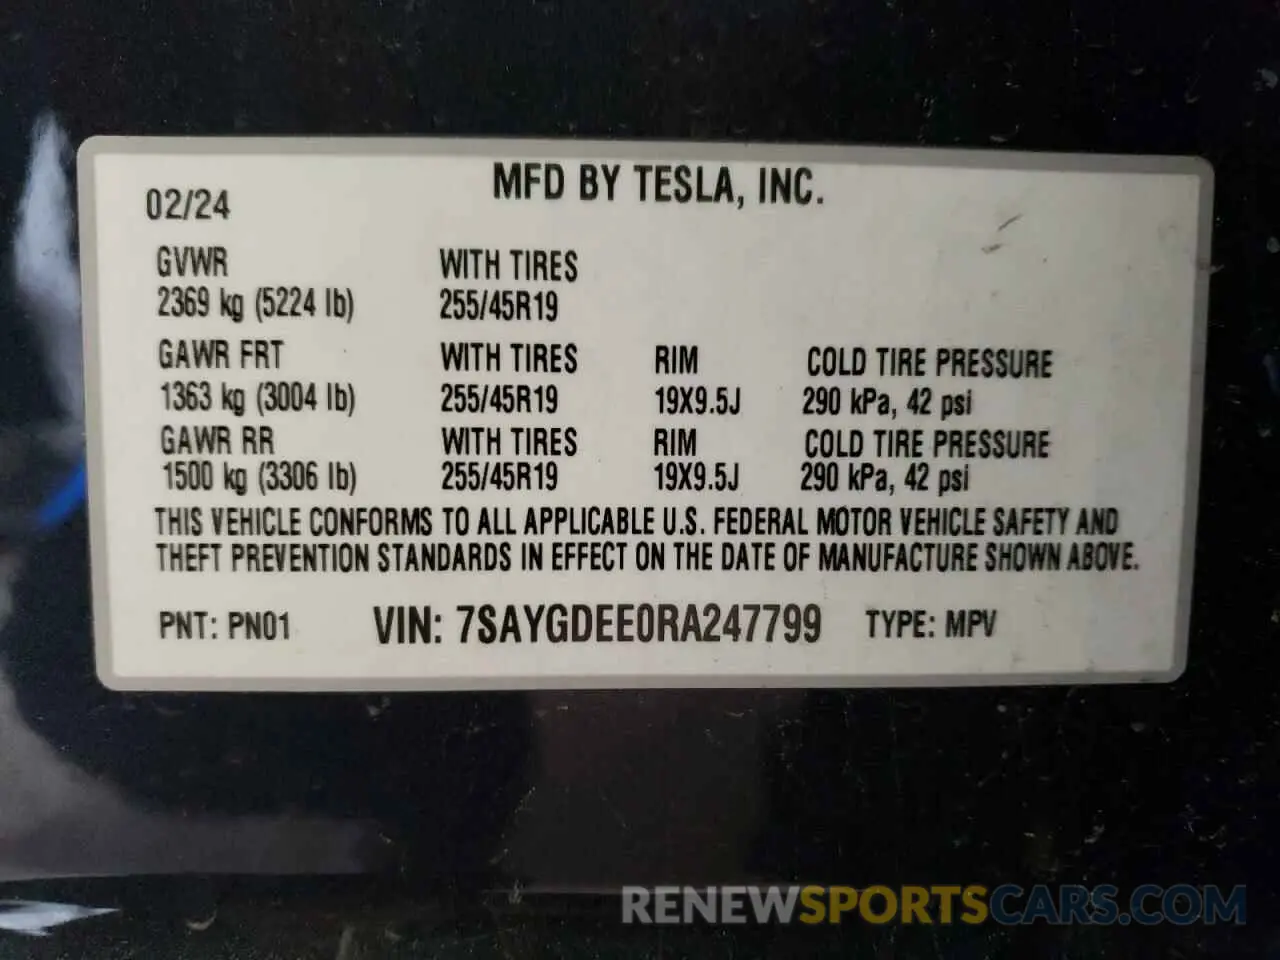 MFD BY TESLA, INC.
02/24
GVWR WITH TIRES
2369 kg (5224 lb) 255/45R19
GAWR FRT WITH TIRES RIM COLD TIRE PRESSURE
1363 kg (3004 lb) 255/45R19 19X9.5J 290 kPa, 42 psi
GAWR RR WITH TIRES RIM COLD TIRE PRESSURE
1500 kg (3306 lb) 255/45R19 19X9.5J 290 kPa, 42 psi
THIS VEHICLE CONFORMS TO ALL APPLICABLE U.S. FEDERAL MOTOR VEHICLE SAFETY AND
THEFT PREVENTION STANDARDS IN EFFECT ON THE DATE OF MANUFACTURE SHOWN ABOVE.
PNT: PN01 VIN: 7SAYGDEE0RA247799 TYPE: MPV
RENEWSPORTSCARS.COM